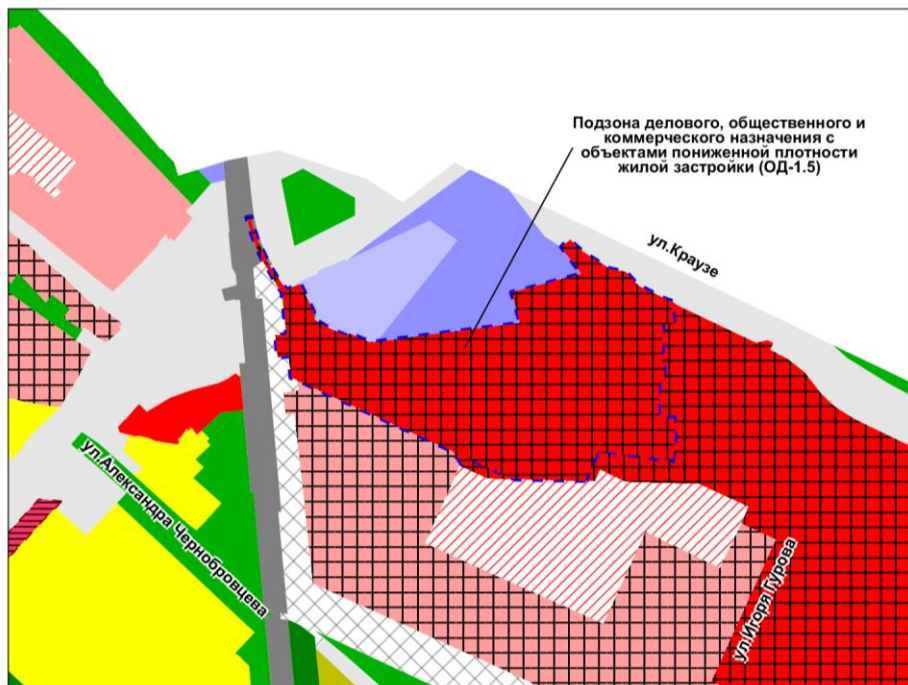 Подзона делового, общественного и
коммерческого назначения с
объектами пониженной плотности
жилой застройки (ОД-1.5)
ул.Краузе
ул.Александра Чернобровцева
ул.Игоря Гурова